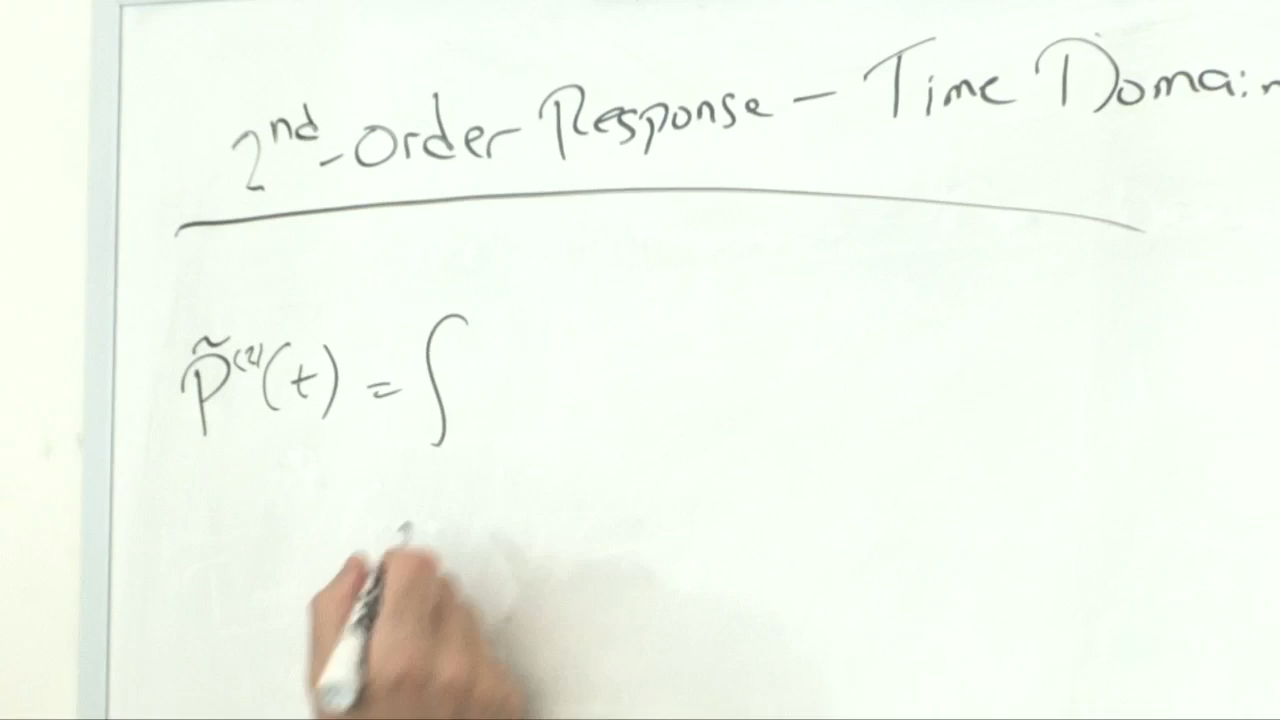 2nd-Order Response - Time Domain
P̃⁽²⁾(t) = ∫